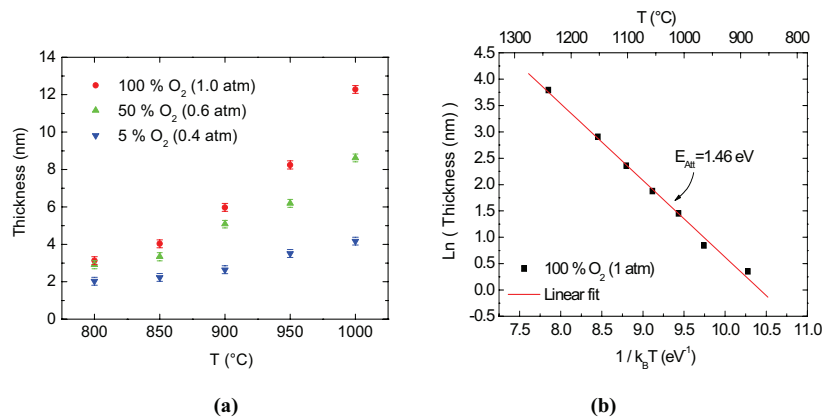 14
12
10
8
6
4
2
0
Thickness (nm)
100 % O2 (1.0 atm)
50 % O2 (0.6 atm)
5 % O2 (0.4 atm)
800 850 900 950 1000
T (°C)
(a)
T (°C)
1300 1200 1100 1000 900 800
4.5
4.0
3.5
3.0
2.5
2.0
1.5
1.0
0.5
0.0
-0.5
Ln ( Thickness (nm) )
EAtt=1.46 eV
100 % O2 (1 atm)
Linear fit
7.5 8.0 8.5 9.0 9.5 10.0 10.5 11.0
1 / kBT (eV-1)
(b)